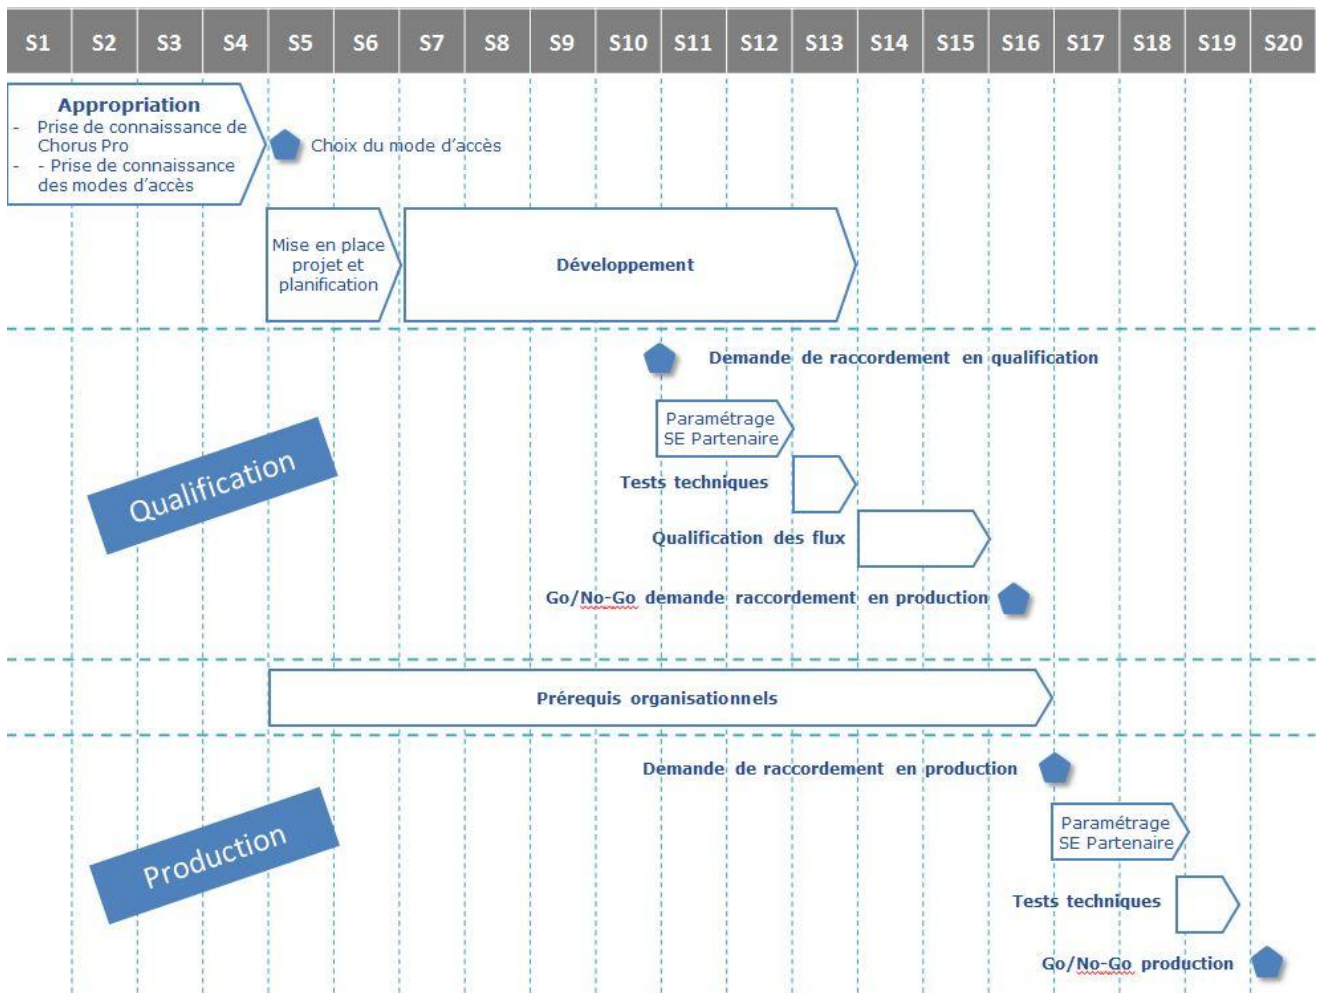 S1 S2 S3 S4 S5 S6 S7 S8 S9 S10 S11 S12 S13 S14 S15 S16 S17 S18 S19 S20
Appropriation
- Prise de connaissance de
Chorus Pro
- - Prise de connaissance
des modes d'accès
Choix du mode d'accès
Mise en place
projet et
planification
Développement
Demande de raccordement en qualification
Paramétrage
SE Partenaire
Qualification
Tests techniques
Qualification des flux
Go/No-Go demande raccordement en production
Prérequis organisationnels
Demande de raccordement en production
Production
Paramétrage
SE Partenaire
Tests techniques
Go/No-Go production